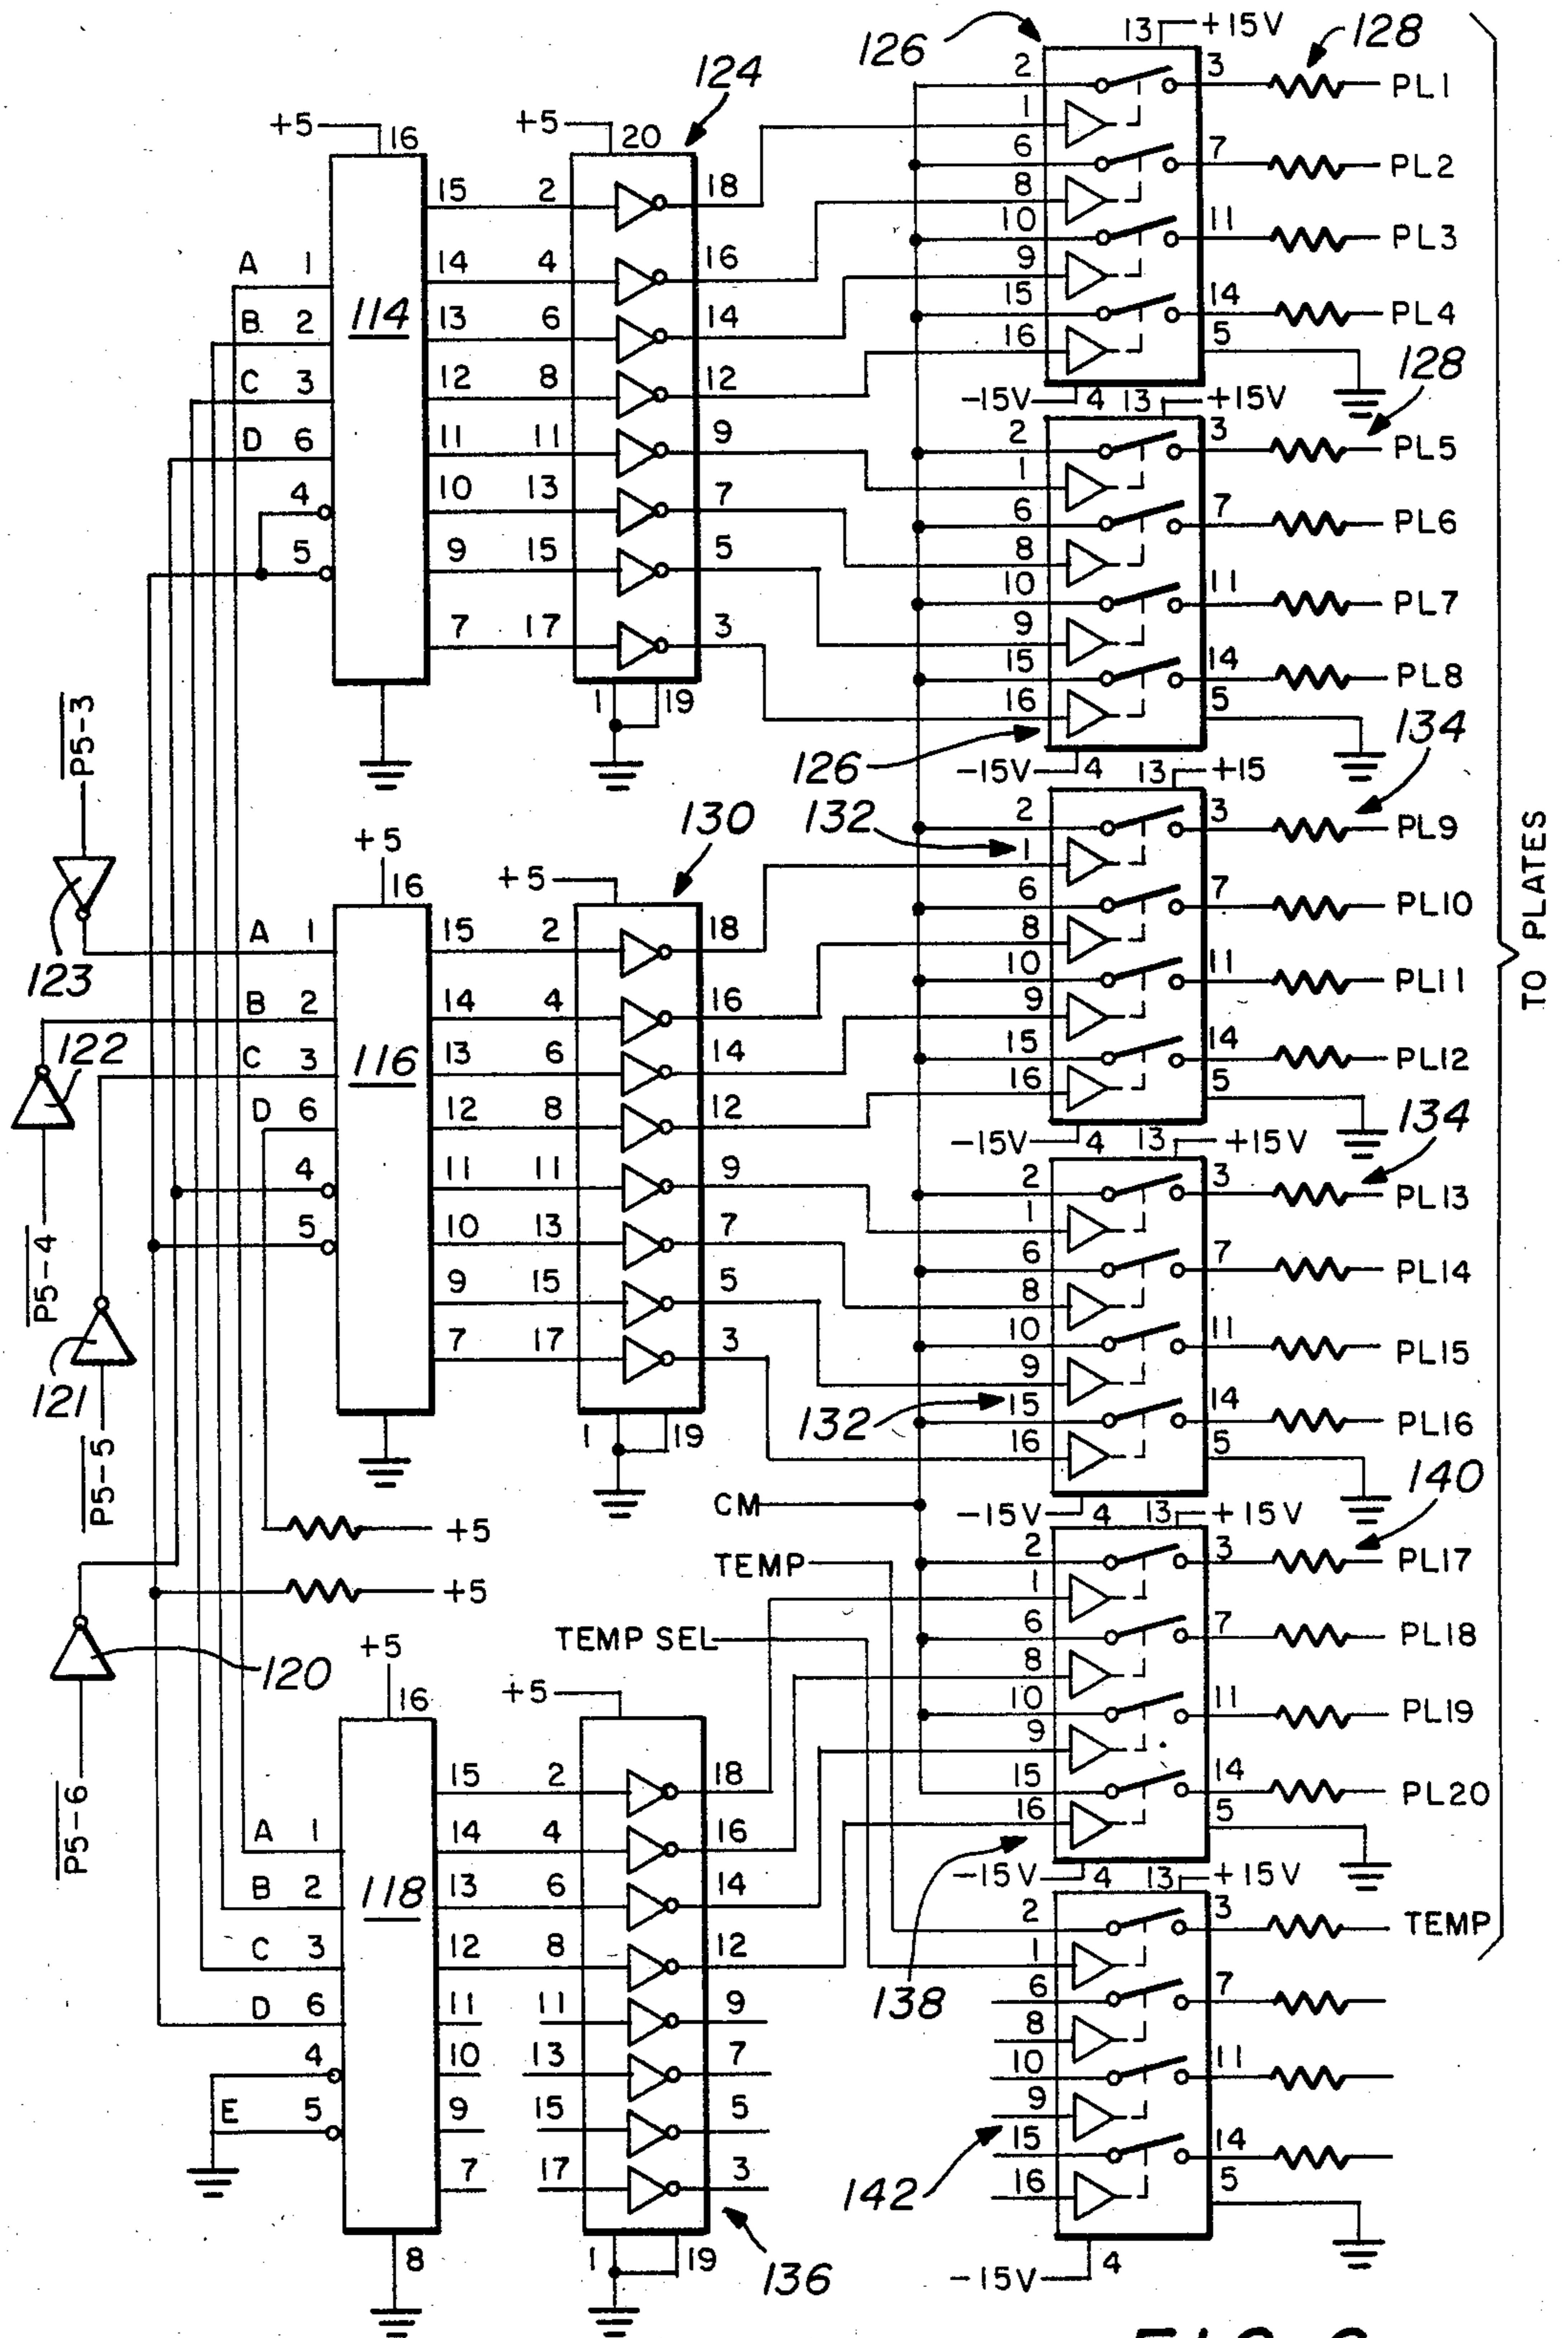 126
13 +15V
128
2 3 PL1
1
6 7 PL2
8
10 11 PL3
9
15 14 PL4
16 5
-15V 4
124
+5 16
+5 20
114
A 1
B 2
C 3
D 6
4
5
15 2 18
14 4 16
13 6 14
12 8 12
11 11 9
10 13 7
9 15 5
7 17 3
1 19
13 +15V
128
2 3 PL5
1
6 7 PL6
8
10 11 PL7
9
15 14 PL8
16 5
126
-15V 4
P5-3
123
P5-4
122
P5-5
121
P5-6
120
+5 16
+5
130
116
A 1
B 2
C 3
D 6
4
5
15 2 18
14 4 16
13 6 14
12 8 12
11 11 9
10 13 7
9 15 5
7 17 3
1 19
+5
+5
13 +15
134
132
2 3 PL9
1
6 7 PL10
8
10 11 PL11
9
15 14 PL12
16 5
-15V 4
13 +15V
134
2 3 PL13
1
6 7 PL14
8
10 11 PL15
9
132
15 14 PL16
16 5
-15V 4
TO PLATES
CM
TEMP
TEMP SEL
13 +15V
140
2 3 PL17
1
6 7 PL18
8
10 11 PL19
9
15 14 PL20
16 5
138
-15V 4
+5 16
+5
118
A 1
B 2
C 3
D 6
4
E 5
15 2 18
14 4 16
13 6 14
12 8 12
11 11 9
10 13 7
9 15 5
7 17 3
8
1 19
136
13 +15V
2 3 TEMP
1
6 7
8
10 11
9
15 14
16 5
142
-15V 4